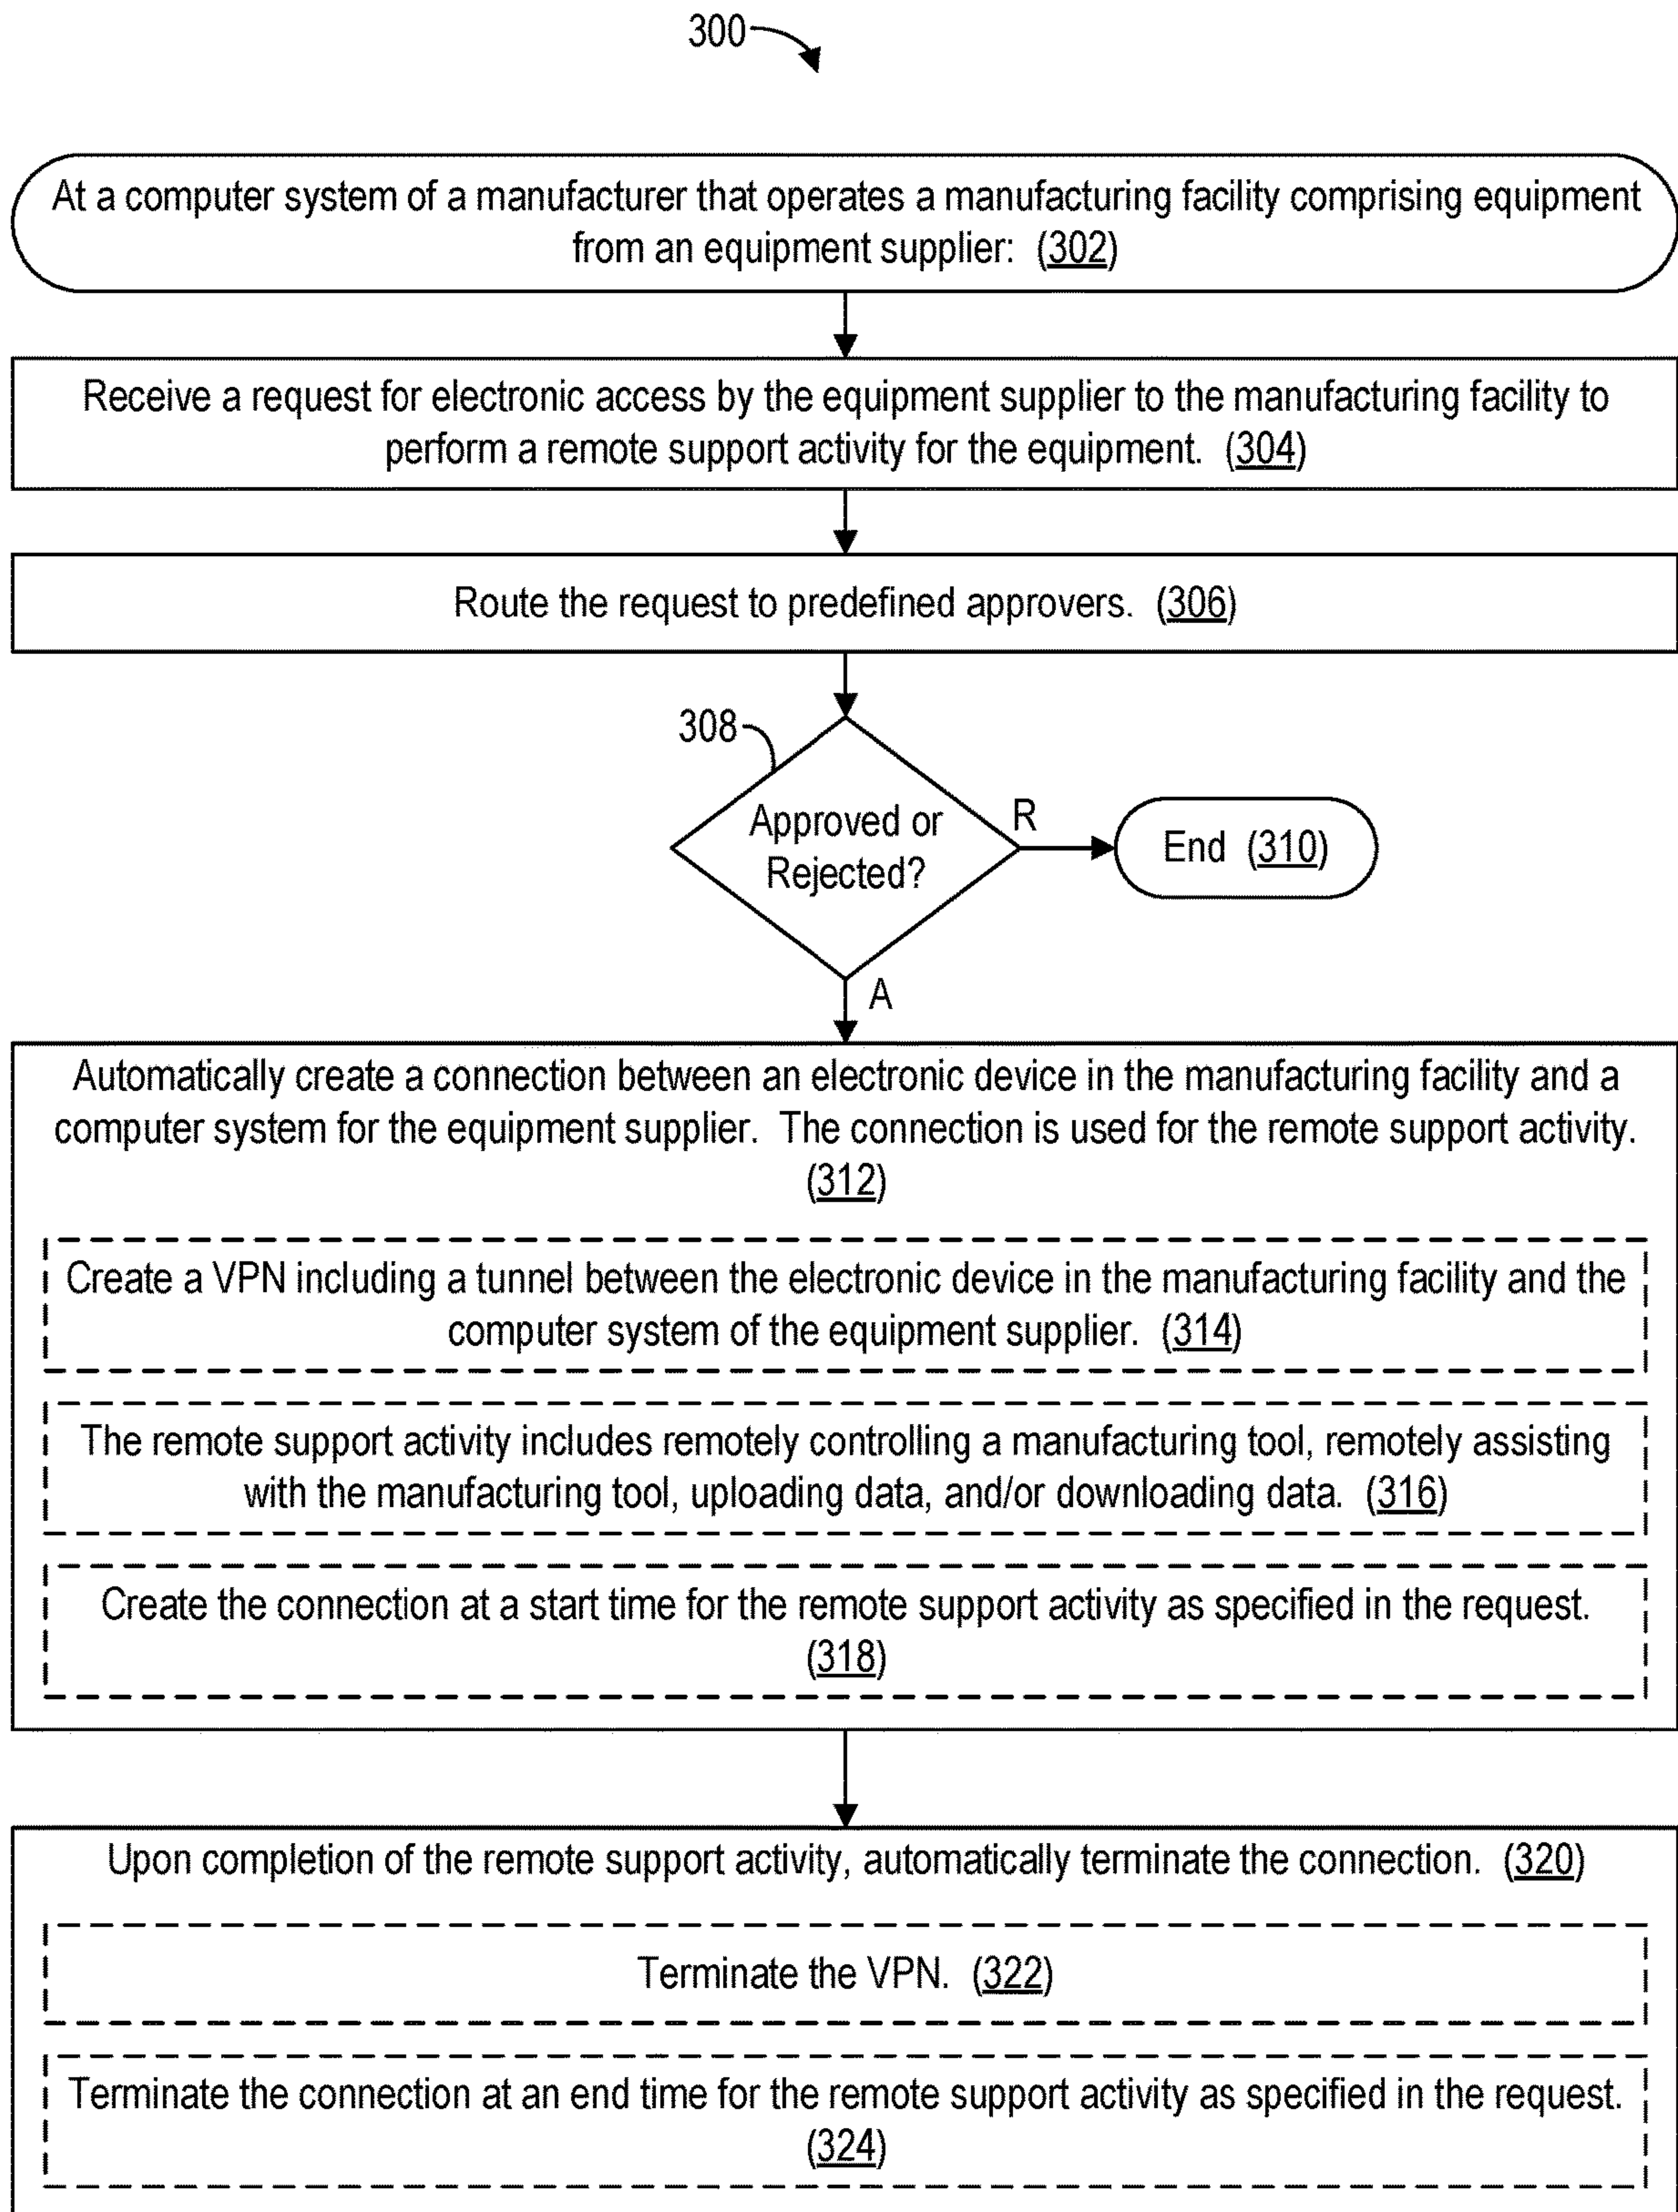 300
At a computer system of a manufacturer that operates a manufacturing facility comprising equipment
from an equipment supplier: (302)
Receive a request for electronic access by the equipment supplier to the manufacturing facility to
perform a remote support activity for the equipment. (304)
Route the request to predefined approvers. (306)
308
Approved or
Rejected?
R
End (310)
A
Automatically create a connection between an electronic device in the manufacturing facility and a
computer system for the equipment supplier. The connection is used for the remote support activity.
(312)
Create a VPN including a tunnel between the electronic device in the manufacturing facility and the
computer system of the equipment supplier. (314)
The remote support activity includes remotely controlling a manufacturing tool, remotely assisting
with the manufacturing tool, uploading data, and/or downloading data. (316)
Create the connection at a start time for the remote support activity as specified in the request.
(318)
Upon completion of the remote support activity, automatically terminate the connection. (320)
Terminate the VPN. (322)
Terminate the connection at an end time for the remote support activity as specified in the request.
(324)